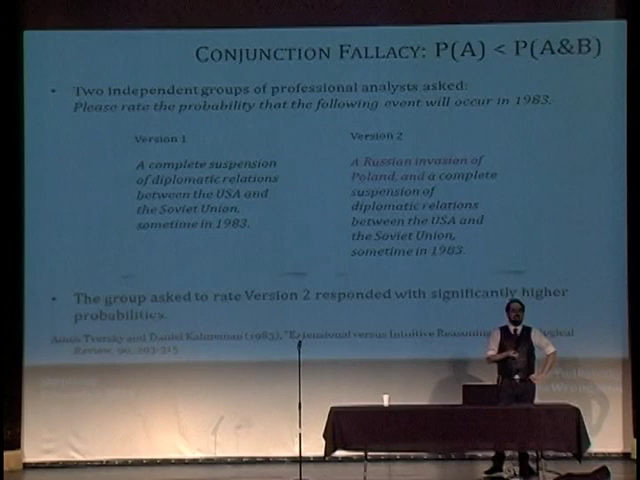 CONJUNCTION FALLACY: P(A) < P(A&B)
• Two independent groups of professional analysts asked:
Please rate the probability that the following event will occur in 1983.
Version 1
A complete suspension
of diplomatic relations
between the USA and
the Soviet Union,
sometime in 1983.
Version 2
A Russian invasion of
Poland, and a complete
suspension of
diplomatic relations
between the USA and
the Soviet Union,
sometime in 1983.
• The group asked to rate Version 2 responded with significantly higher
probabilities.
Amos Tversky and Daniel Kahneman (1983), "Extensional versus Intuitive Reasoning
Review, 90, 293-315